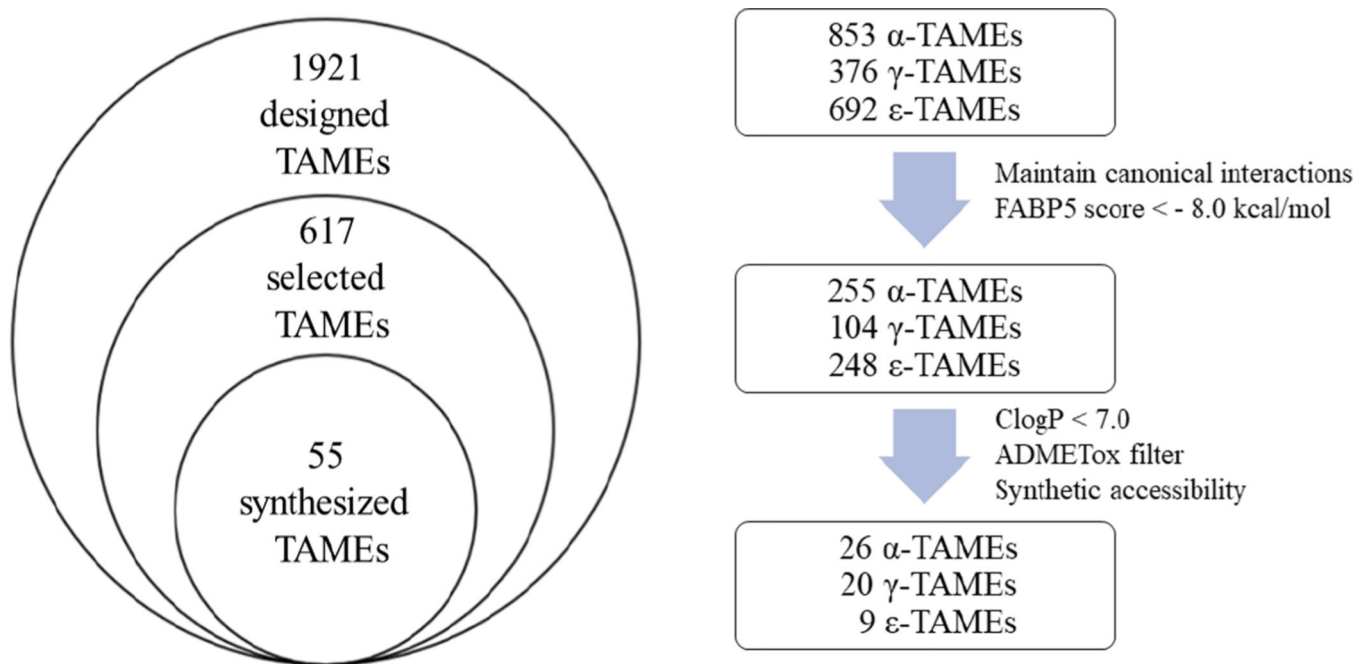 1921
designed
TAMEs
617
selected
TAMEs
55
synthesized
TAMEs
853 α-TAMEs
376 γ-TAMEs
692 ε-TAMEs
Maintain canonical interactions
FABP5 score < - 8.0 kcal/mol
255 α-TAMEs
104 γ-TAMEs
248 ε-TAMEs
ClogP < 7.0
ADMETox filter
Synthetic accessibility
26 α-TAMEs
20 γ-TAMEs
9 ε-TAMEs